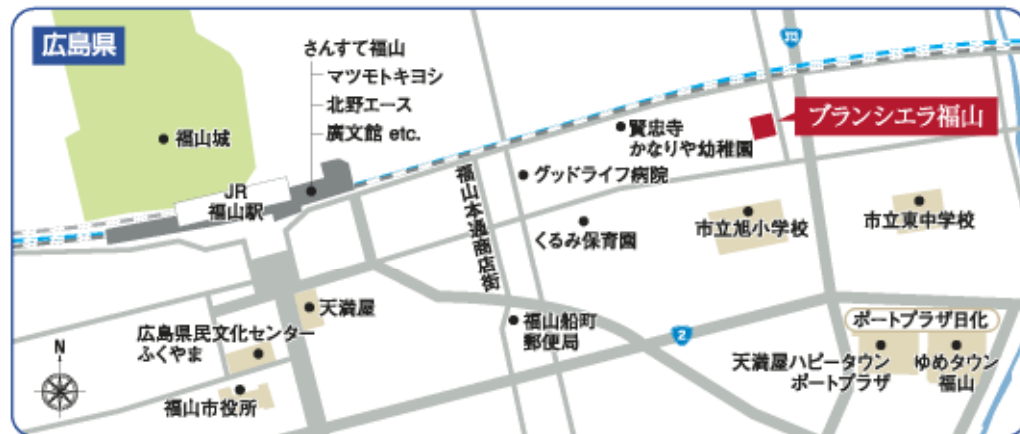 広島県
さんすて福山
マツモトキヨシ
北野エース
廣文館 etc.
313
ブランシエラ福山
福山城
賢忠寺
かなりや幼稚園
グッドライフ病院
JR
福山駅
福山本通商店街
くるみ保育園
市立旭小学校
市立東中学校
天満屋
広島県民文化センター
ふくやま
福山船町
郵便局
2
ポートプラザ日化
天満屋ハピータウン
ポートプラザ
ゆめタウン
福山
N
福山市役所